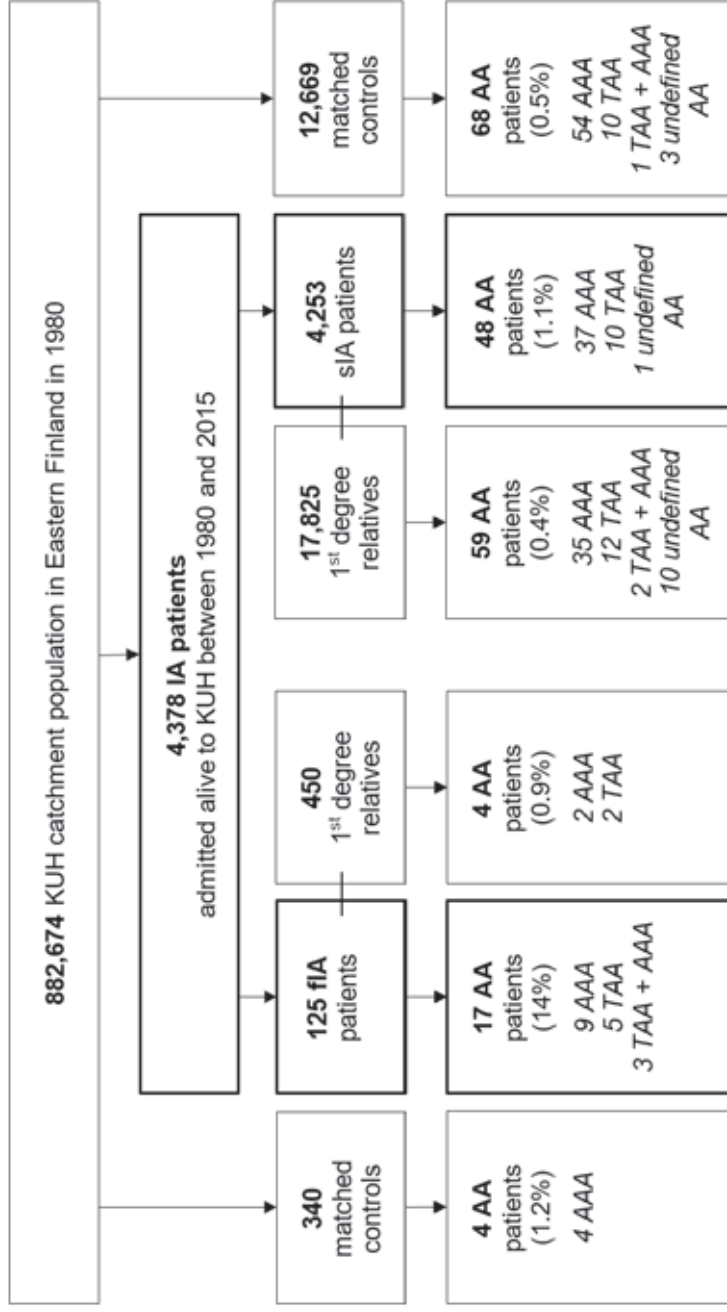 882,674 KUH catchment population in Eastern Finland in 1980
4,378 IA patients
admitted alive to KUH between 1980 and 2015
340
matched
controls
125 fIA
patients
450
1st degree
relatives
17,825
1st degree
relatives
4,253
sIA patients
12,669
matched
controls
4 AA
patients
(1.2%)
4 AAA
17 AA
patients
(14%)
9 AAA
5 TAA
3 TAA + AAA
4 AA
patients
(0.9%)
2 AAA
2 TAA
59 AA
patients
(0.4%)
35 AAA
12 TAA
2 TAA + AAA
10 undefined
AA
48 AA
patients
(1.1%)
37 AAA
10 TAA
1 undefined
AA
68 AA
patients
(0.5%)
54 AAA
10 TAA
1 TAA + AAA
3 undefined
AA